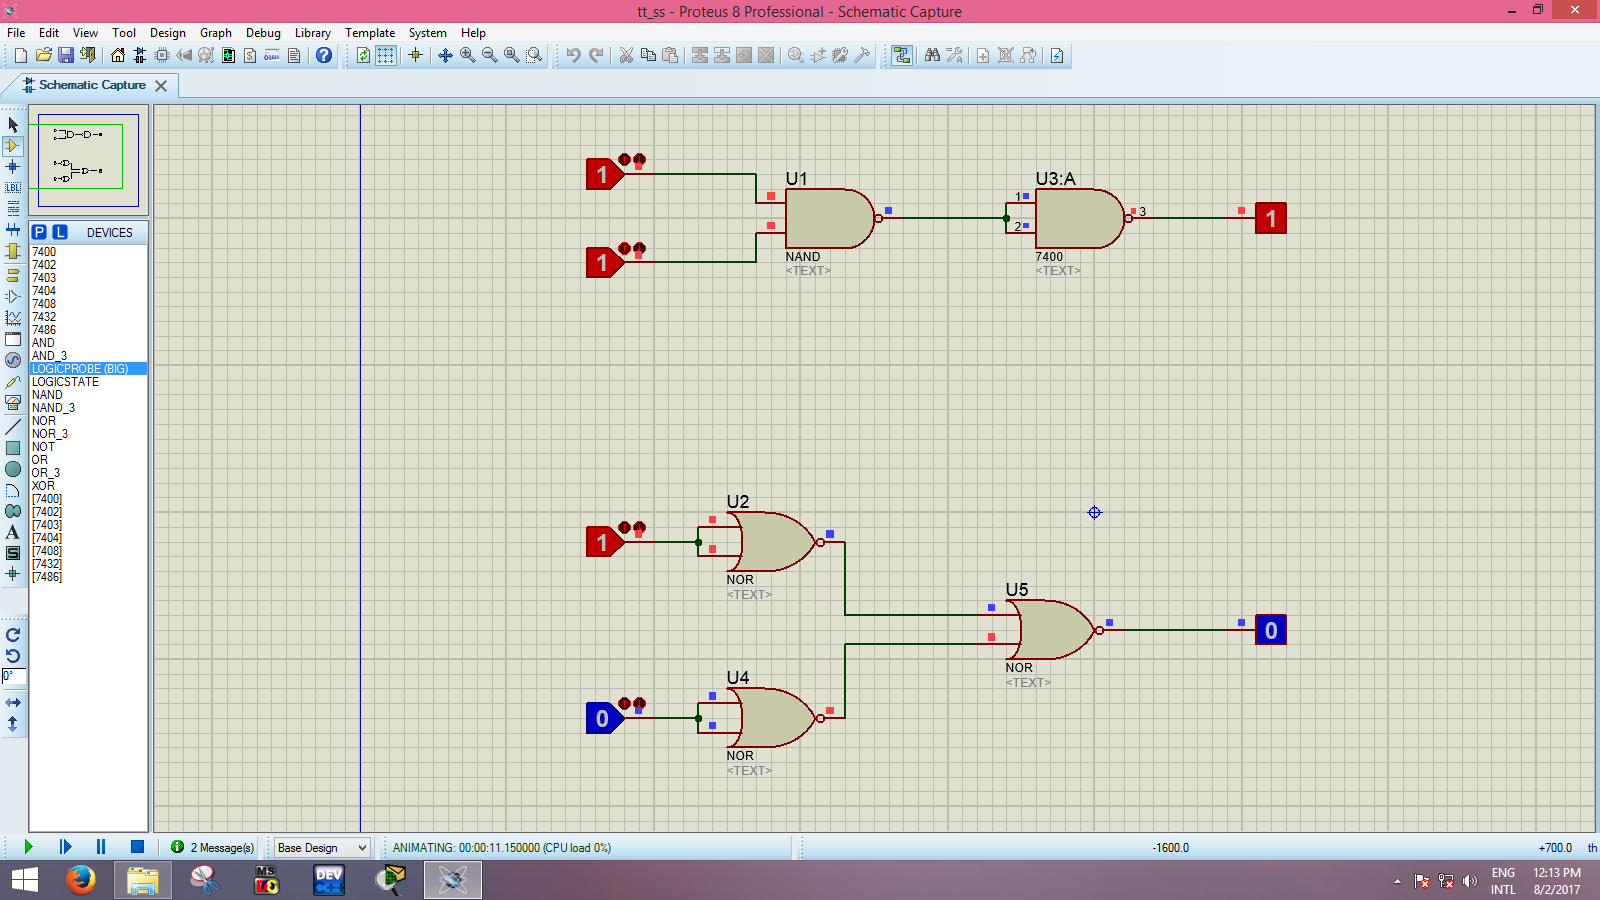 tt_ss - Proteus 8 Professional - Schematic Capture
File Edit View Tool Design Graph Debug Library Template System Help
Schematic Capture
P L DEVICES
7400
7402
7403
7404
7408
7432
7486
AND
AND_3
LOGICPROBE (BIG)
LOGICSTATE
NAND
NAND_3
NOR
NOR_3
NOT
OR
OR_3
XOR
[7400]
[7402]
[7403]
[7404]
[7408]
[7432]
[7486]
LBL
A
S
0°
1
1
U1
NAND
<TEXT>
U3:A
1
2
3
7400
<TEXT>
1
1
U2
NOR
<TEXT>
0
U4
NOR
<TEXT>
U5
NOR
<TEXT>
0
2 Message(s)
Base Design
ANIMATING: 00:00:11.150000 (CPU load 0%)
-1600.0
+700.0 th
MS
DEV
C++
ENG
INTL
12:13 PM
8/2/2017